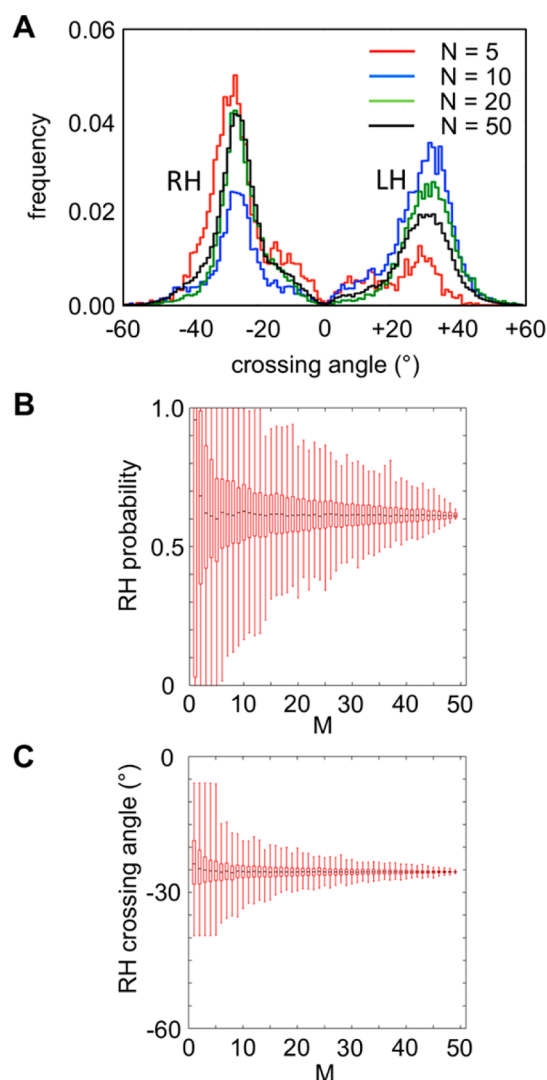 A
0.06
0.04
0.02
0.00
frequency
RH
LH
N = 5
N = 10
N = 20
N = 50
-60 -40 -20 0 +20 +40 +60
crossing angle (°)
B
1.0
0.5
0
RH probability
0 10 20 30 40 50
M
C
0
-30
-60
RH crossing angle (°)
0 10 20 30 40 50
M